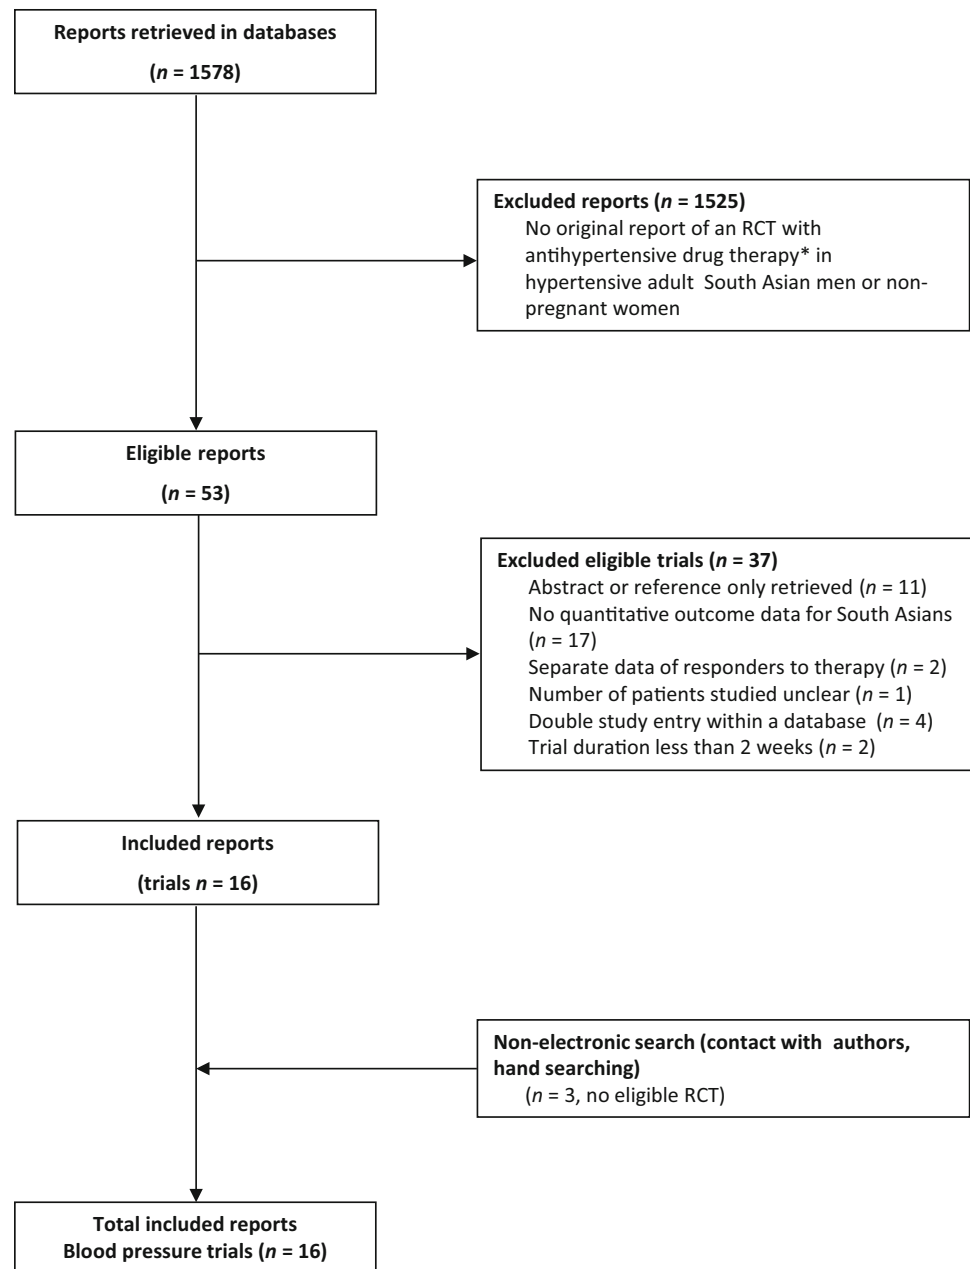 Reports retrieved in databases
(n = 1578)
Excluded reports (n = 1525)
No original report of an RCT with
antihypertensive drug therapy* in
hypertensive adult South Asian men or non-
pregnant women
Eligible reports
(n = 53)
Excluded eligible trials (n = 37)
Abstract or reference only retrieved (n = 11)
No quantitative outcome data for South Asians
(n = 17)
Separate data of responders to therapy (n = 2)
Number of patients studied unclear (n = 1)
Double study entry within a database (n = 4)
Trial duration less than 2 weeks (n = 2)
Included reports
(trials n = 16)
Non-electronic search (contact with authors,
hand searching)
(n = 3, no eligible RCT)
Total included reports
Blood pressure trials (n = 16)